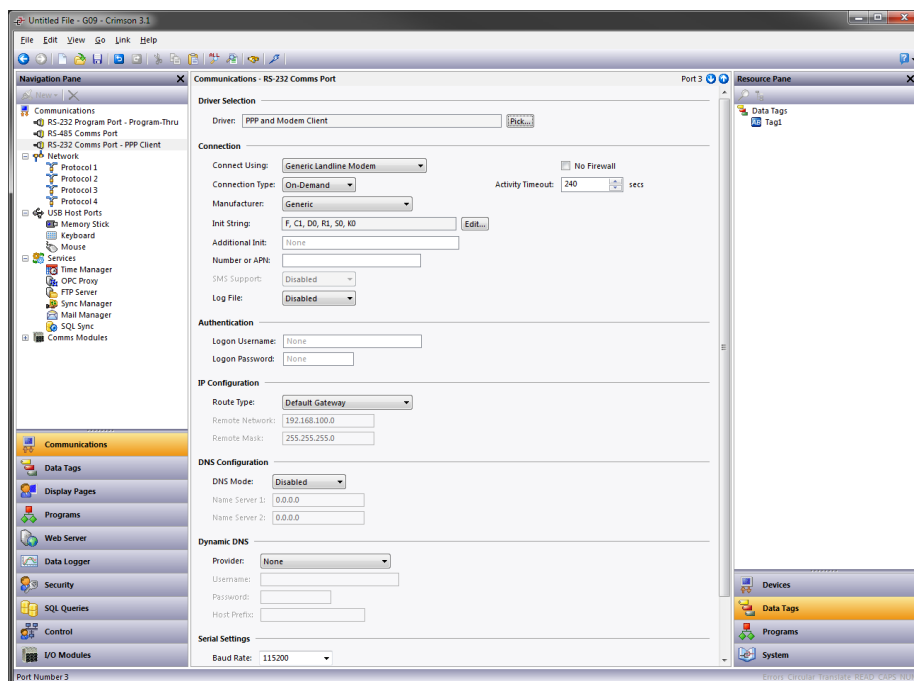 Untitled File - G09 - Crimson 3.1
File Edit View Go Link Help
Navigation Pane
New
Communications
RS-232 Program Port - Program-Thru
RS-485 Comms Port
RS-232 Comms Port - PPP Client
Network
Protocol 1
Protocol 2
Protocol 3
Protocol 4
USB Host Ports
Memory Stick
Keyboard
Mouse
Services
Time Manager
OPC Proxy
FTP Server
Sync Manager
Mail Manager
SQL Sync
Comms Modules
Communications
Data Tags
Display Pages
Programs
Web Server
Data Logger
Security
SQL Queries
Control
I/O Modules
Communications - RS-232 Comms Port Port 3
Driver Selection
Driver: PPP and Modem Client Pick...
Connection
Connect Using: Generic Landline Modem No Firewall
Connection Type: On-Demand Activity Timeout: 240 secs
Manufacturer: Generic
Init String: F, C1, D0, R1, S0, K0 Edit...
Additional Init: None
Number or APN:
SMS Support: Disabled
Log File: Disabled
Authentication
Logon Username: None
Logon Password: None
IP Configuration
Route Type: Default Gateway
Remote Network: 192.168.100.0
Remote Mask: 255.255.255.0
DNS Configuration
DNS Mode: Disabled
Name Server 1: 0.0.0.0
Name Server 2: 0.0.0.0
Dynamic DNS
Provider: None
Username:
Password:
Host Prefix:
Serial Settings
Baud Rate: 115200
Resource Pane
Data Tags
Tag1
Devices
Data Tags
Programs
System
Port Number 3 Errors Circular Translate READ CAPS NUM